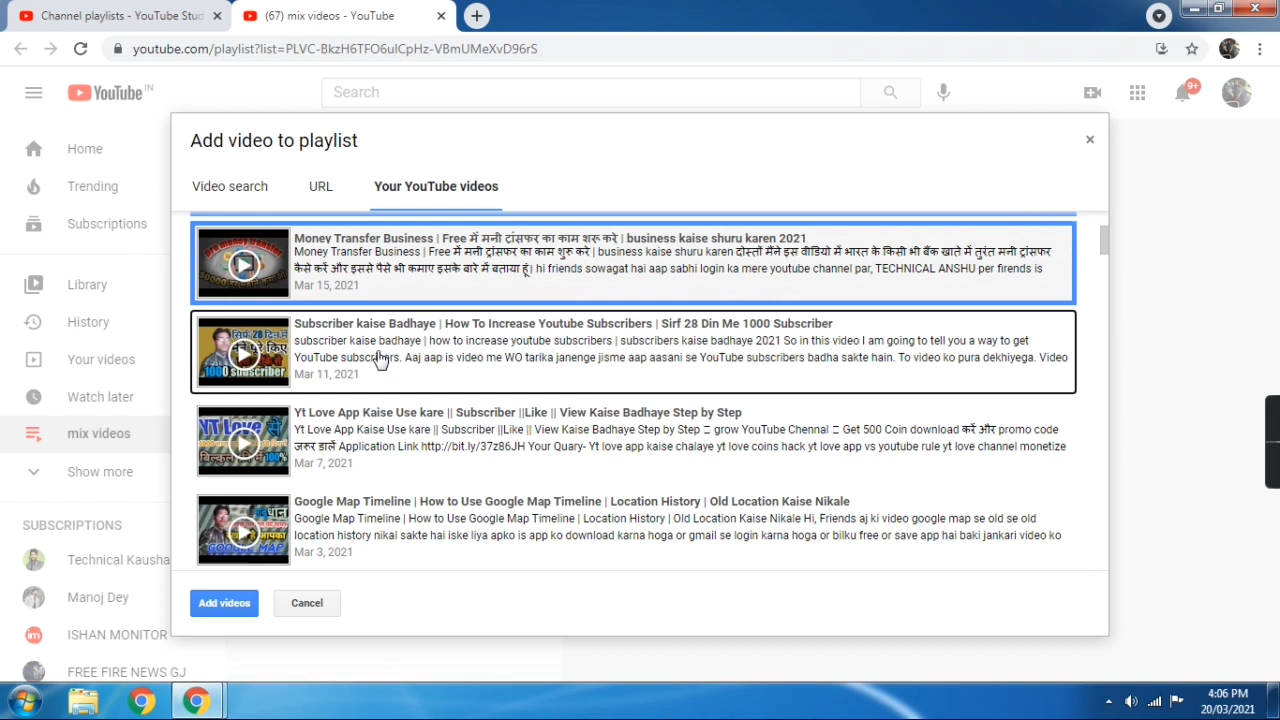 Channel playlists - YouTube Stud
(67) mix videos - YouTube
youtube.com/playlist?list=PLVC-BkzH6TFO6ulCpHz-VBmUMeXvD96rS
YouTube IN
Search
9+
Home
Trending
Subscriptions
Library
History
Your videos
Watch later
mix videos
Show more
SUBSCRIPTIONS
Technical Kausha
Manoj Dey
im ISHAN MONITOR
FREE FIRE NEWS GJ
Add video to playlist
Video search URL Your YouTube videos
Money Transfer Business | Free में मनी ट्रांसफर का काम शुरू करे | business kaise shuru karen 2021
Money Transfer Business | Free में मनी ट्रांसफर का काम शुरू करे | business kaise shuru karen दोस्तों मैंने इस वीडियो में भारत के किसी भी बैंक खाते में तुरंत मनी ट्रांसफर
कैसे करें और इससे पैसे भी कमाए इसके बारे में बताया हूं। hi friends sowagat hai aap sabhi login ka mere youtube channel par, TECHNICAL ANSHU per firends is
Mar 15, 2021
1000 subscriber
Subscriber kaise Badhaye | How To Increase Youtube Subscribers | Sirf 28 Din Me 1000 Subscriber
subscriber kaise badhaye | how to increase youtube subscribers | subscribers kaise badhaye 2021 So in this video I am going to tell you a way to get
YouTube subscribers. Aaj aap is video me WO tarika janenge jisme aap aasani se YouTube subscribers badha sakte hain. To video ko pura dekhiyega. Video
Mar 11, 2021
YT Love से
100%
Yt Love App Kaise Use kare || Subscriber ||Like || View Kaise Badhaye Step by Step
Yt Love App Kaise Use kare || Subscriber ||Like || View Kaise Badhaye Step by Step = grow YouTube Chennal = Get 500 Coin download करें और promo code
जरूर डालें Application Link http://bit.ly/37z86JH Your Quary- Yt love app kaise chalaye yt love coins hack yt love app vs youtube rule yt love channel monetize
Mar 7, 2021
GOOGLE MAP
Google Map Timeline | How to Use Google Map Timeline | Location History | Old Location Kaise Nikale
Google Map Timeline | How to Use Google Map Timeline | Location History | Old Location Kaise Nikale Hi, Friends aj ki video google map se old se old
location history nikal sakte hai iske liya apko is app ko download karna hoga or gmail se login karna hoga or bilku free or save app hai baki jankari video ko
Mar 3, 2021
Add videos Cancel
4:06 PM
20/03/2021